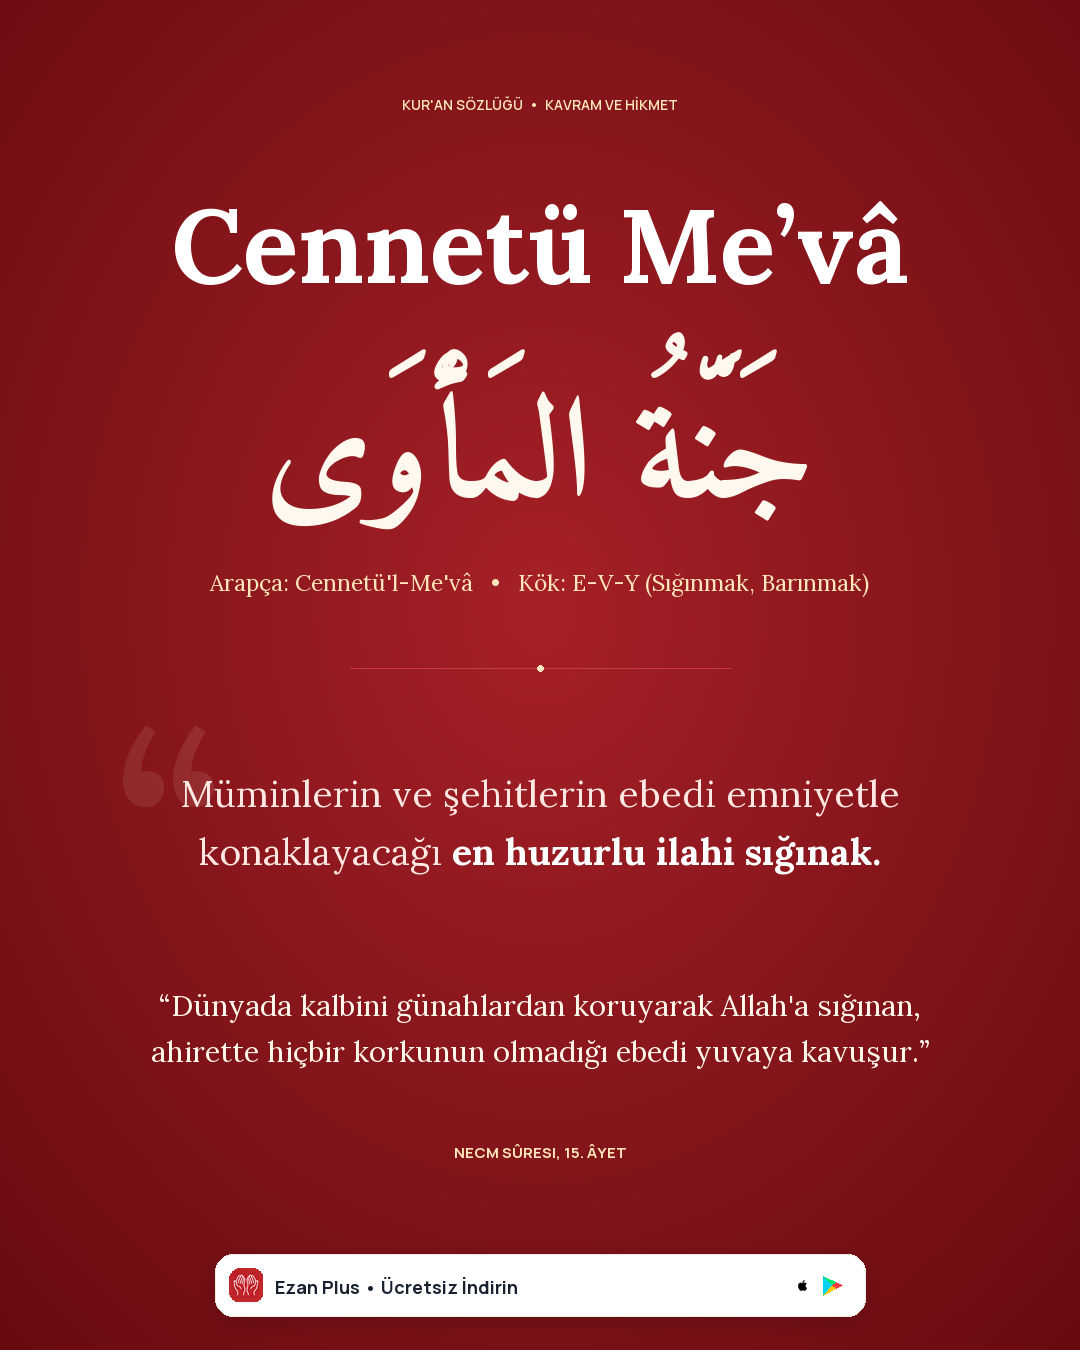 KUR'AN SÖZLÜĞÜ • KAVRAM VE HİKMET
Cennetü Me’vâ
جَنَّةُ المَأْوَى
Arapça: Cennetü'l-Me'vâ • Kök: E-V-Y (Sığınmak, Barınmak)
“
Müminlerin ve şehitlerin ebedi emniyetle
konaklayacağı en huzurlu ilahi sığınak.
“Dünyada kalbini günahlardan koruyarak Allah'a sığınan,
ahirette hiçbir korkunun olmadığı ebedi yuvaya kavuşur.”
NECM SÛRESI, 15. ÂYET
Ezan Plus • Ücretsiz İndirin